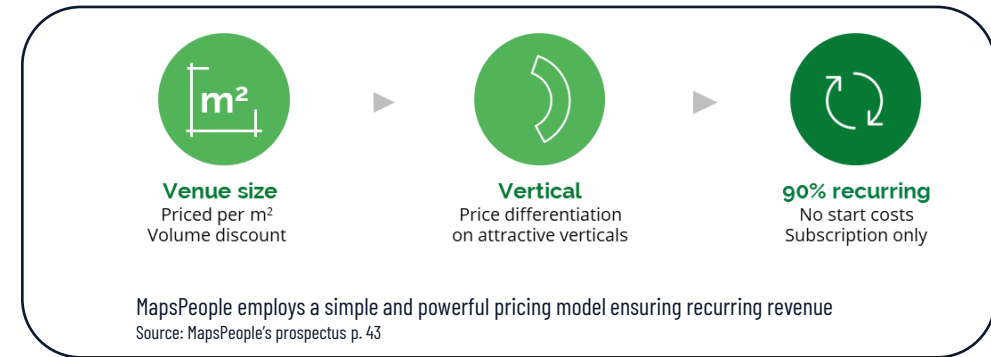 m²
Venue size
Priced per m²
Volume discount
Vertical
Price differentiation
on attractive verticals
90% recurring
No start costs
Subscription only
MapsPeople employs a simple and powerful pricing model ensuring recurring revenue
Source: MapsPeople's prospectus p. 43